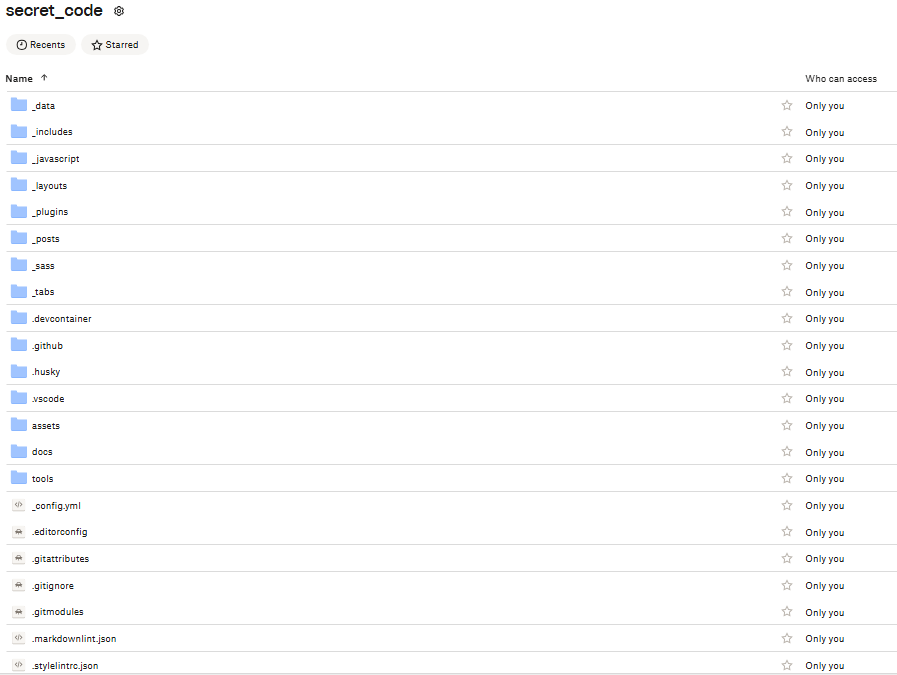 secret_code
Recents Starred
Name ↑ Who can access
_data Only you
_includes Only you
_javascript Only you
_layouts Only you
_plugins Only you
_posts Only you
_sass Only you
_tabs Only you
.devcontainer Only you
.github Only you
.husky Only you
.vscode Only you
assets Only you
docs Only you
tools Only you
_config.yml Only you
.editorconfig Only you
.gitattributes Only you
.gitignore Only you
.gitmodules Only you
.markdownlint.json Only you
.stylelintrc.json Only you